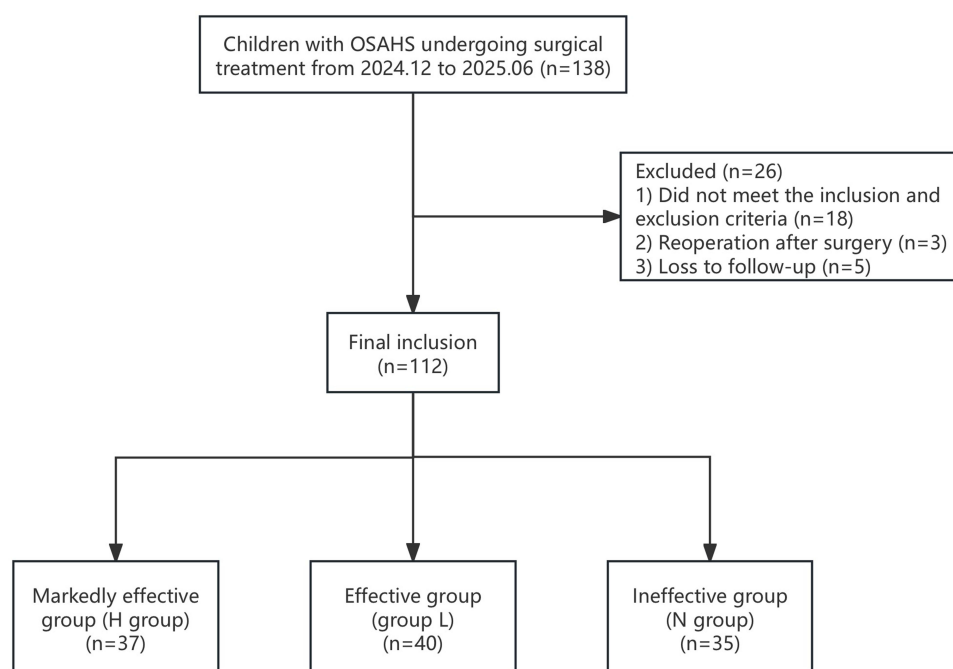 Children with OSAHS undergoing surgical
treatment from 2024.12 to 2025.06 (n=138)
Excluded (n=26)
1) Did not meet the inclusion and
exclusion criteria (n=18)
2) Reoperation after surgery (n=3)
3) Loss to follow-up (n=5)
Final inclusion
(n=112)
Markedly effective
group (H group)
(n=37)
Effective group
(group L)
(n=40)
Ineffective group
(N group)
(n=35)